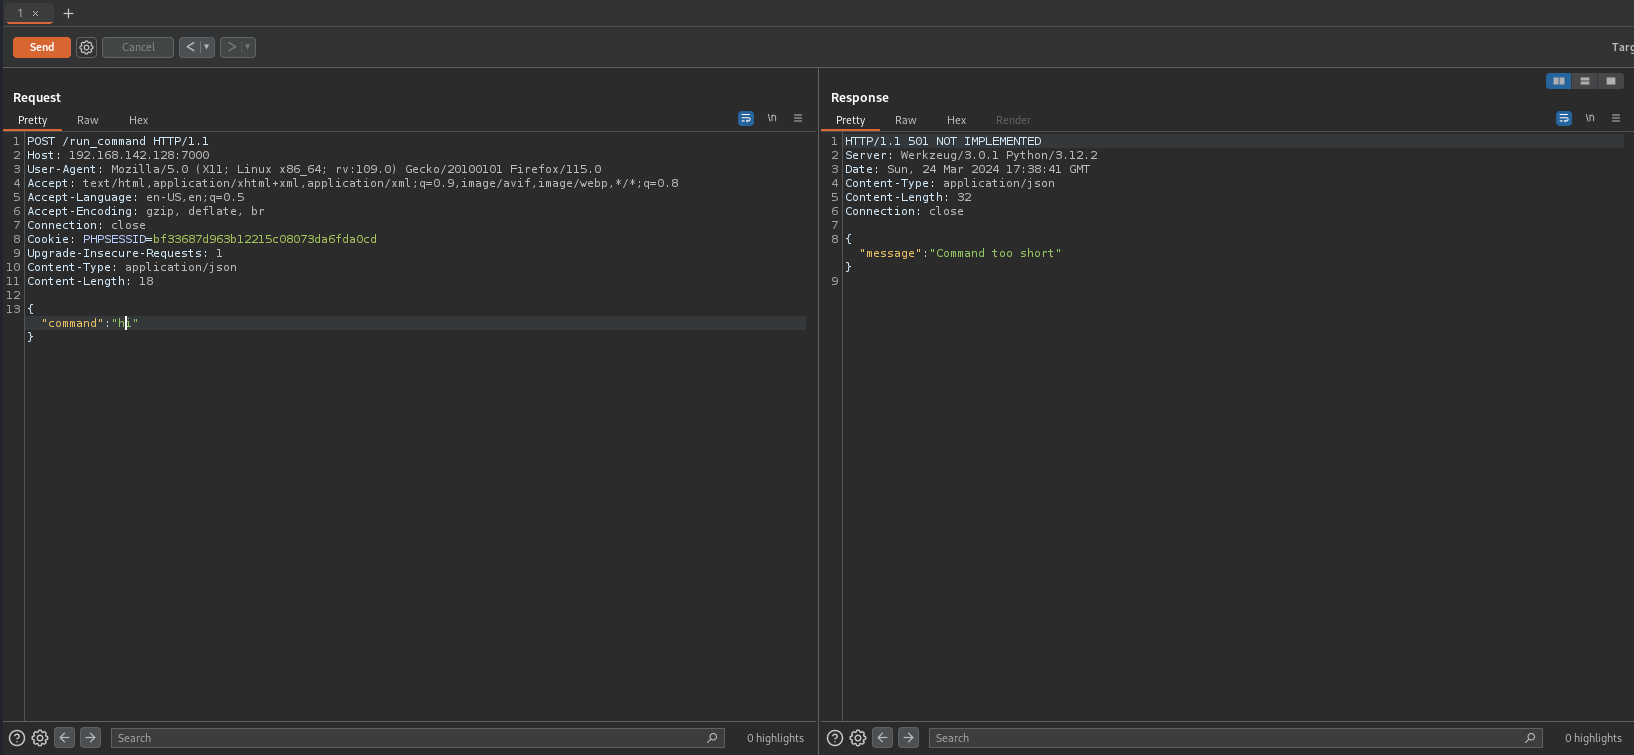 1 × +
Send Cancel < ▾ > ▾ Targ
Request
Pretty Raw Hex \n
1 POST /run_command HTTP/1.1
2 Host: 192.168.142.128:7000
3 User-Agent: Mozilla/5.0 (X11; Linux x86_64; rv:109.0) Gecko/20100101 Firefox/115.0
4 Accept: text/html,application/xhtml+xml,application/xml;q=0.9,image/avif,image/webp,*/*;q=0.8
5 Accept-Language: en-US,en;q=0.5
6 Accept-Encoding: gzip, deflate, br
7 Connection: close
8 Cookie: PHPSESSID=bf33687d963b12215c08073da6fda0cd
9 Upgrade-Insecure-Requests: 1
10 Content-Type: application/json
11 Content-Length: 18
12
13 {
"command":"hi"
}
? Search 0 highlights
Response
Pretty Raw Hex Render \n
1 HTTP/1.1 501 NOT IMPLEMENTED
2 Server: Werkzeug/3.0.1 Python/3.12.2
3 Date: Sun, 24 Mar 2024 17:38:41 GMT
4 Content-Type: application/json
5 Content-Length: 32
6 Connection: close
7
8 {
"message":"Command too short"
}
9
? Search 0 highlights